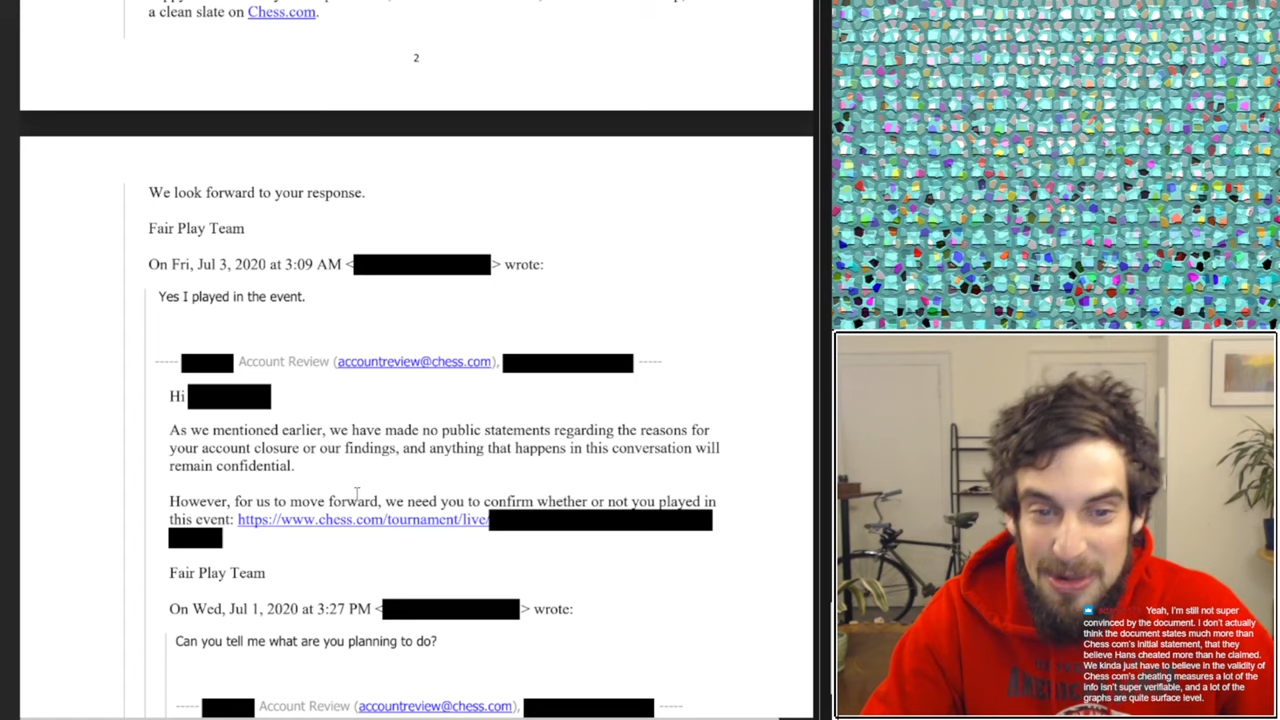 a clean slate on Chess.com.
2
We look forward to your response.
Fair Play Team
On Fri, Jul 3, 2020 at 3:09 AM < > wrote:
Yes I played in the event.
----- Account Review (accountreview@chess.com), -----
Hi
As we mentioned earlier, we have made no public statements regarding the reasons for
your account closure or our findings, and anything that happens in this conversation will
remain confidential.
However, for us to move forward, we need you to confirm whether or not you played in
this event: https://www.chess.com/tournament/live/
Fair Play Team
On Wed, Jul 1, 2020 at 3:27 PM < > wrote:
Can you tell me what are you planning to do?
----- Account Review (accountreview@chess.com), -----
Yeah, I'm still not super
convinced by the document. I don't actually
think the document states much more than
Chess com's initial statement, that they
believe Hans cheated more than he claimed.
We kinda just have to believe in the validity of
Chess com's cheating measures a lot of the
info isn't super verifiable, and a lot of the
graphs are quite surface level.